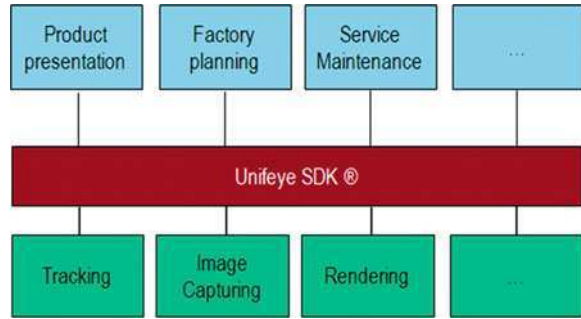 Product
presentation
Factory
planning
Service
Maintenance
...
Unifeye SDK ®
Tracking
Image
Capturing
Rendering
...